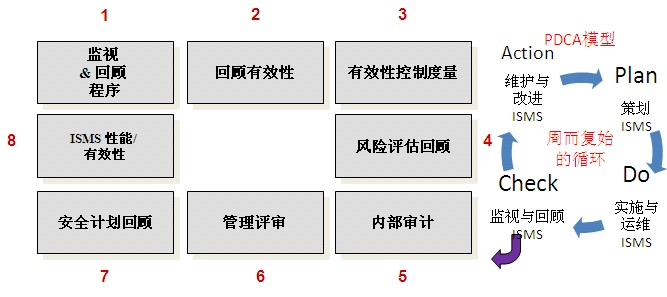 1
2
3
监视
& 回顾
程序
回顾有效性
有效性控制度量
8
ISMS 性能/
有效性
风险评估回顾
4
安全计划回顾
管理评审
内部审计
7
6
5
PDCA模型
Action
维护与
改进
ISMS
Plan
策划
ISMS
周而复始
的循环
Check
监视与回顾
ISMS
Do
实施与
运维
ISMS